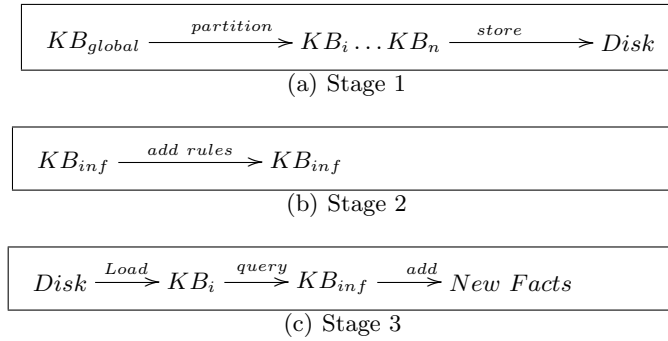 partition store
KB_global KB_i ... KB_n Disk
(a) Stage 1
add rules
KB_inf KB_inf
(b) Stage 2
Load query add
Disk KB_i KB_inf New Facts
(c) Stage 3